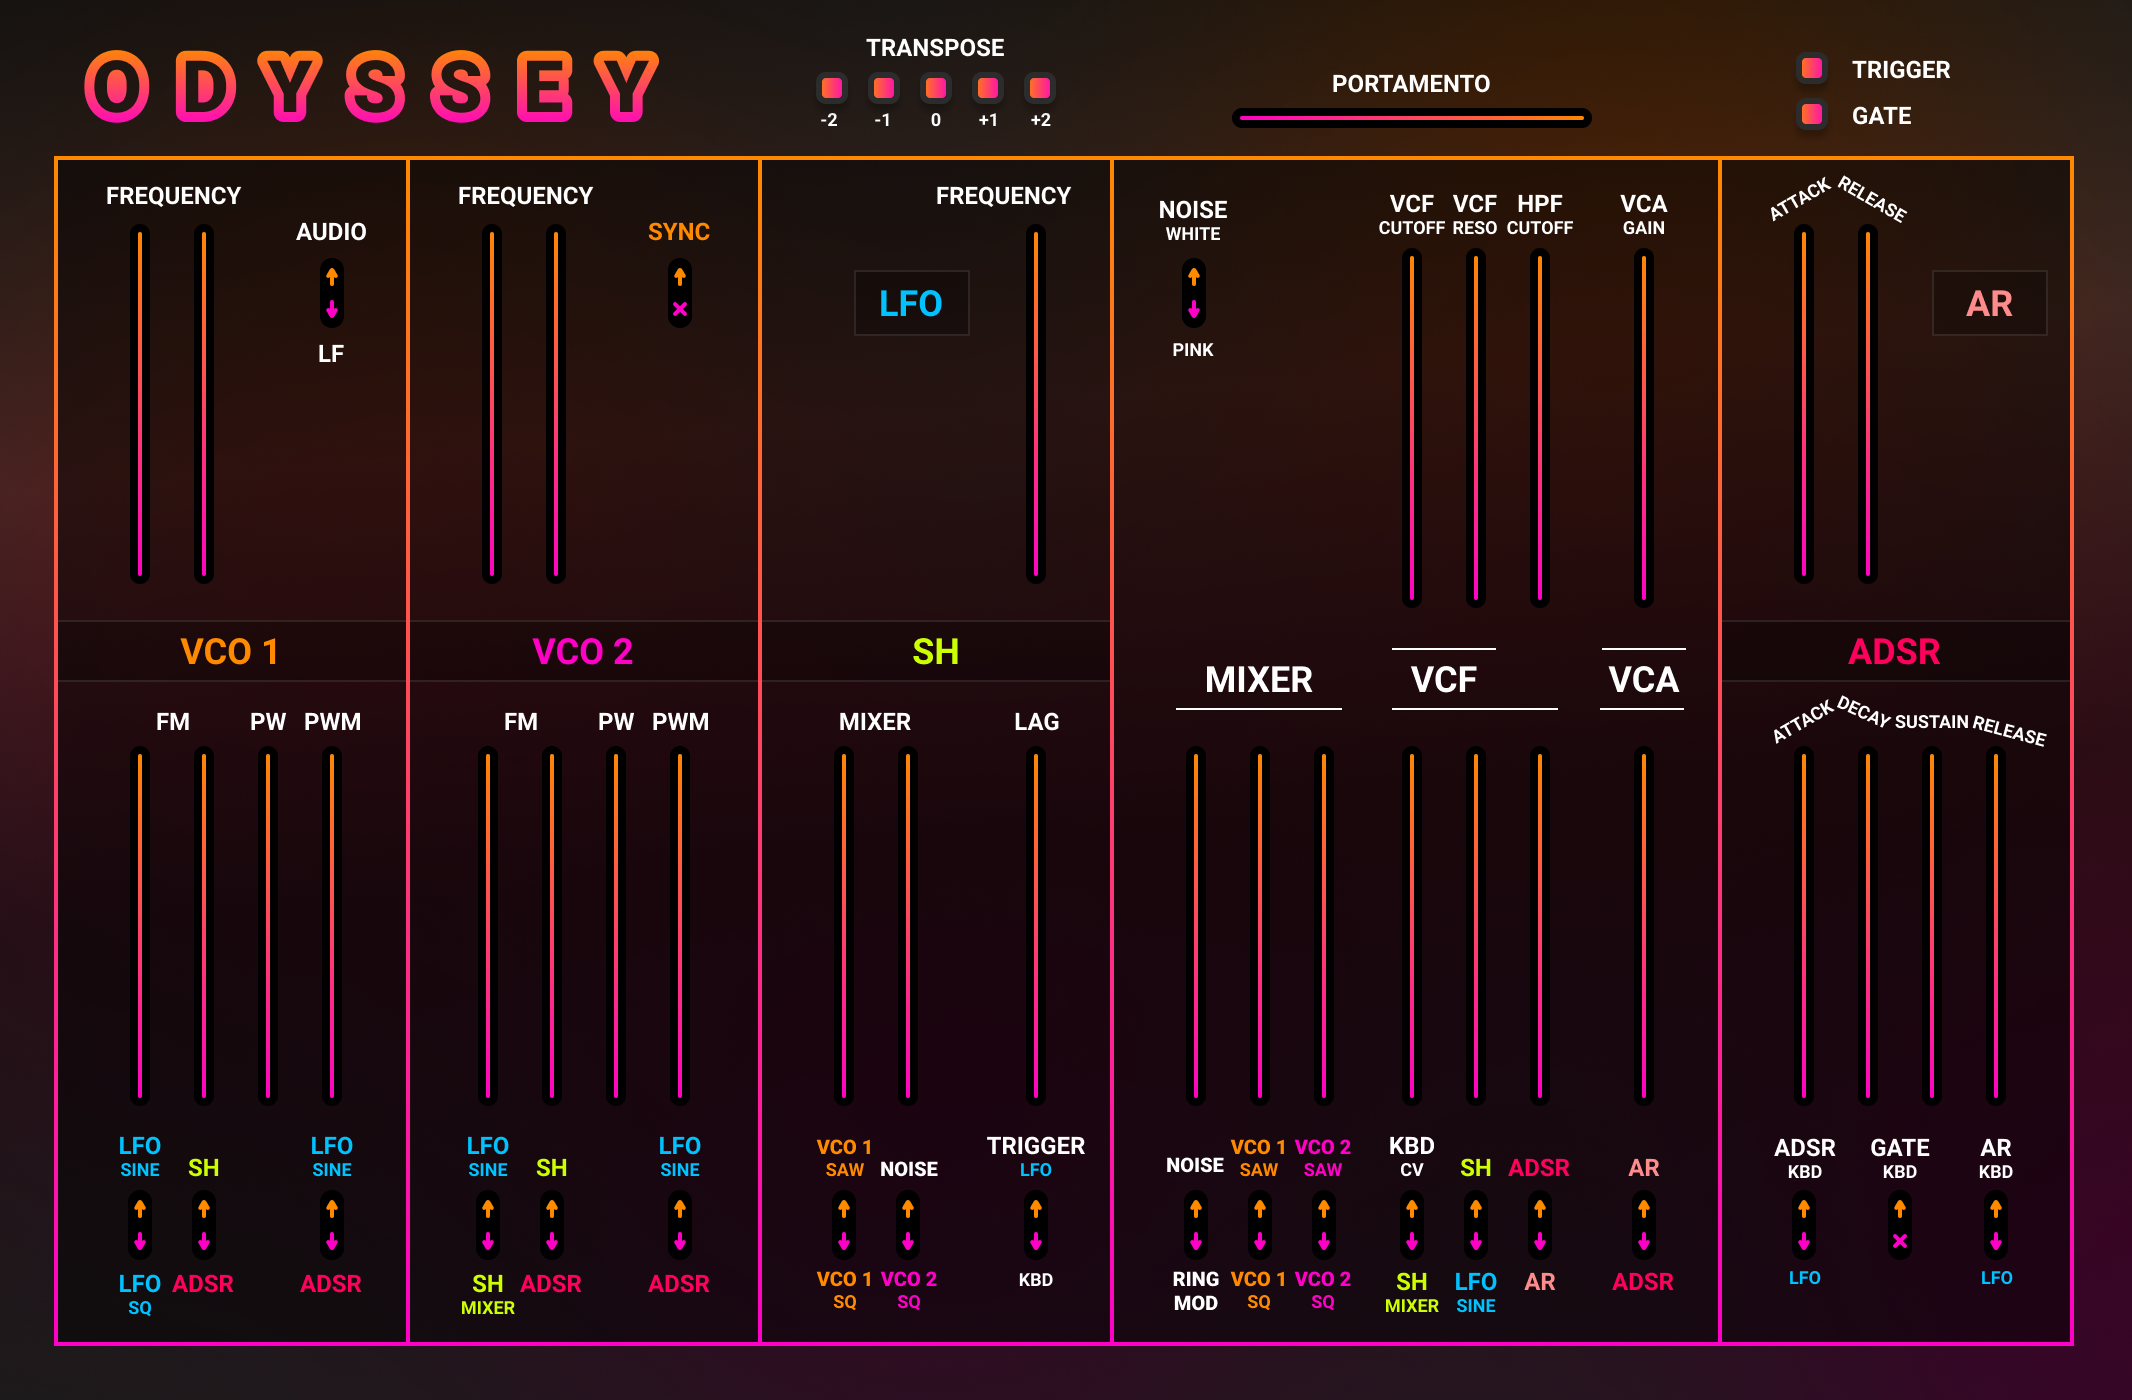 ODYSSEY
TRANSPOSE
-2 -1 0 +1 +2
PORTAMENTO
TRIGGER
GATE
FREQUENCY
AUDIO
LF
VCO 1
FM PW PWM
LFO SINE SH LFO SINE
LFO SQ ADSR ADSR
FREQUENCY
SYNC
VCO 2
FM PW PWM
LFO SINE SH LFO SINE
SH MIXER ADSR ADSR
FREQUENCY
LFO
SH
MIXER LAG
VCO 1 SAW NOISE TRIGGER LFO
VCO 1 SQ VCO 2 SQ KBD
NOISE
WHITE
PINK
VCF CUTOFF VCF RESO HPF CUTOFF VCA GAIN
MIXER VCF VCA
NOISE VCO 1 SAW VCO 2 SAW KBD CV SH ADSR AR
RING MOD VCO 1 SQ VCO 2 SQ SH MIXER LFO SINE AR ADSR
ATTACK RELEASE
AR
ADSR
ATTACK DECAY SUSTAIN RELEASE
ADSR KBD GATE KBD AR KBD
LFO LFO